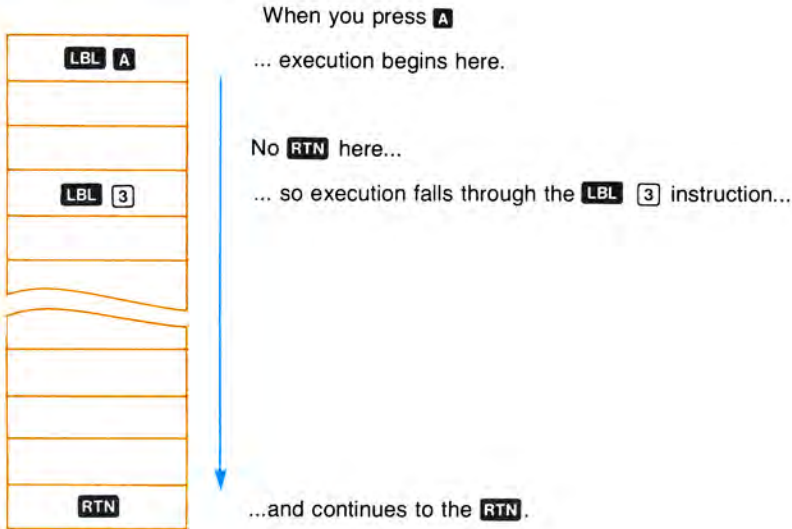 When you press A
LBL A ... execution begins here.
No RTN here...
LBL 3 ... so execution falls through the LBL 3 instruction...
RTN ...and continues to the RTN.